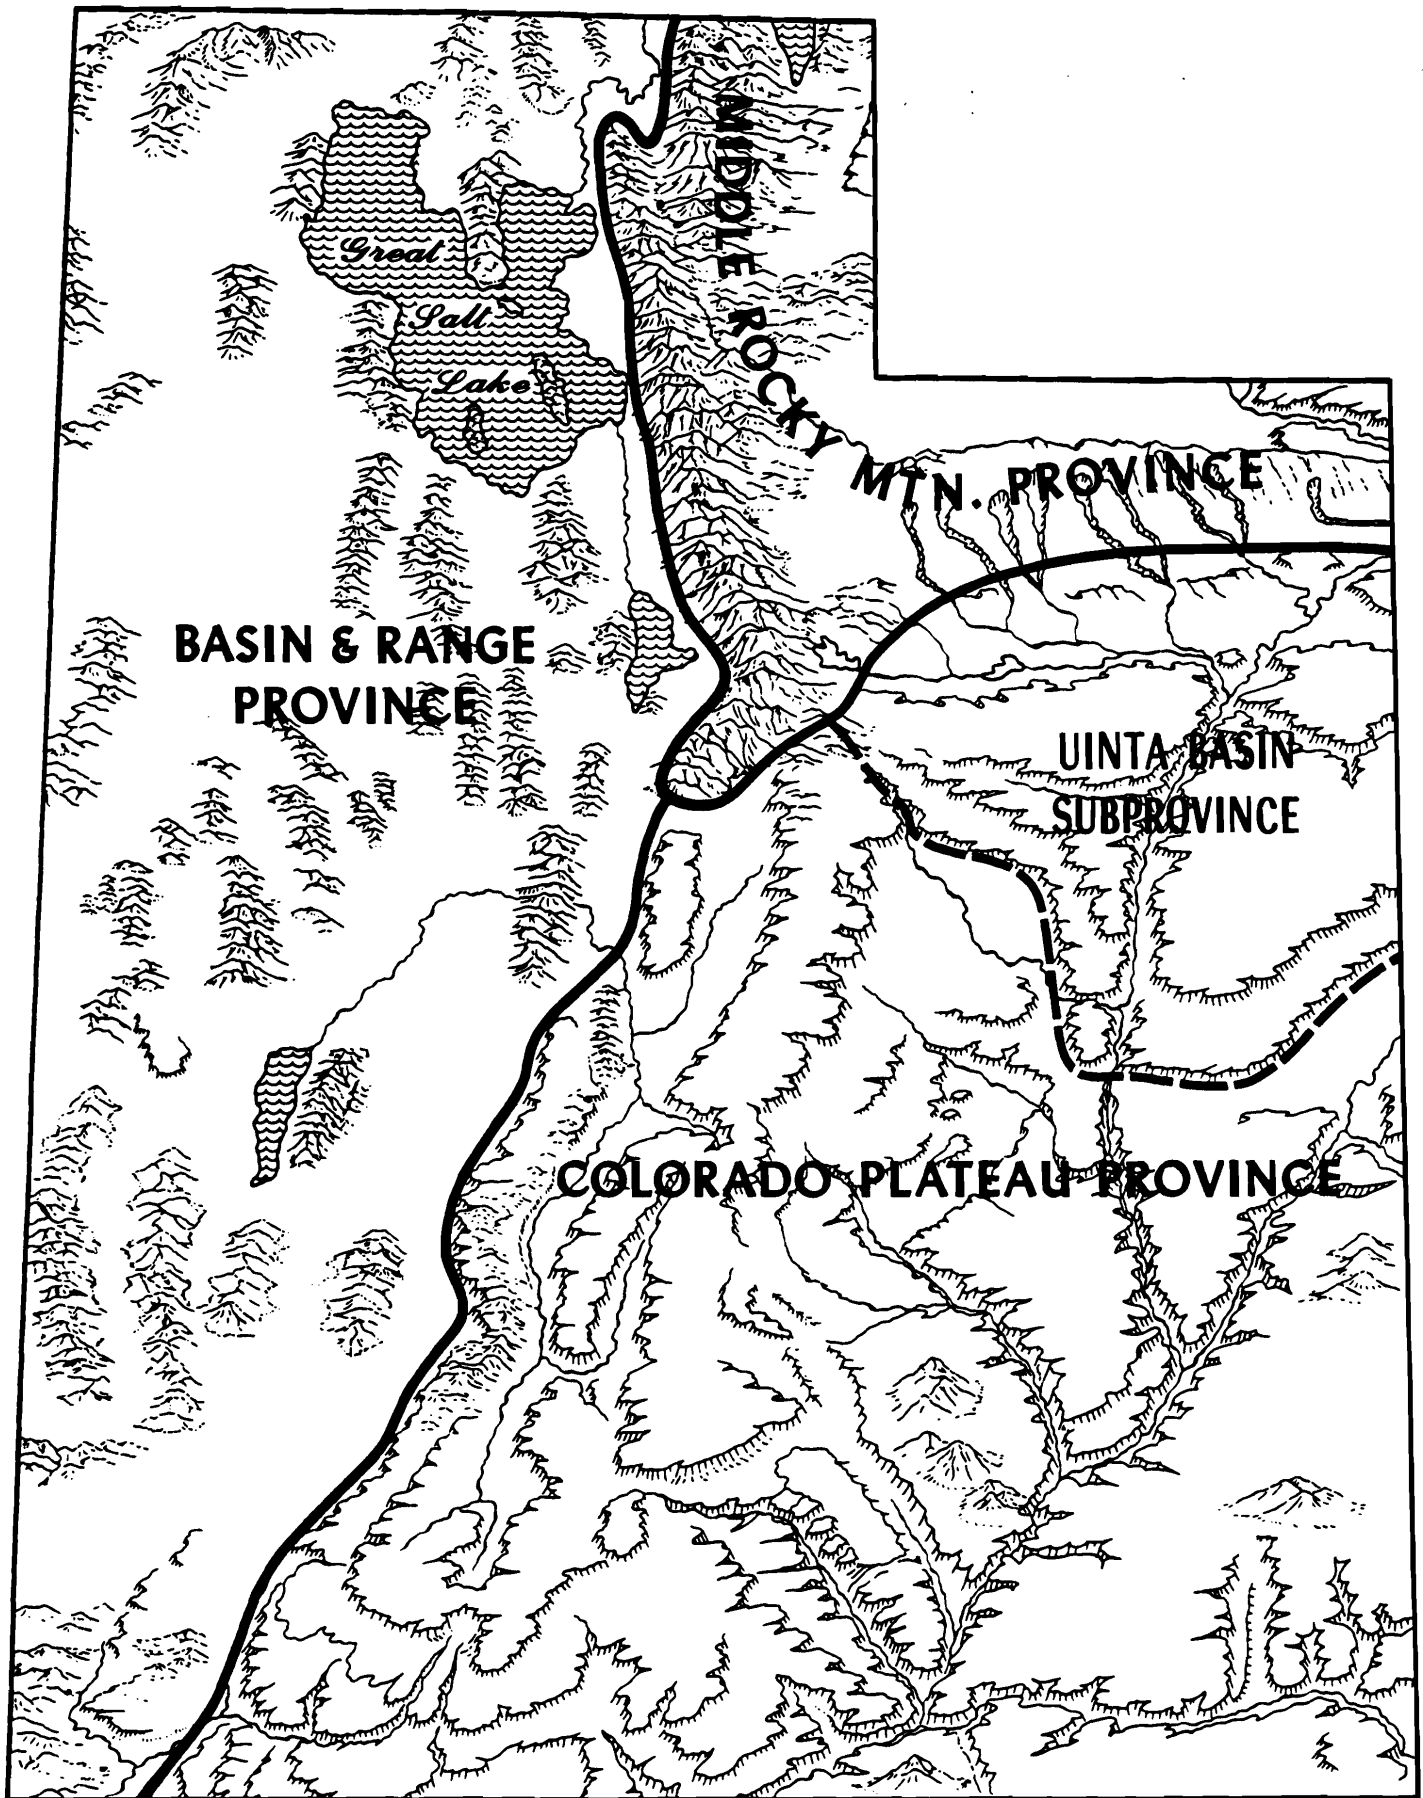 Great
Salt
Lake
MIDDLE ROCKY MTN. PROVINCE
BASIN & RANGE
PROVINCE
UINTA BASIN
SUBPROVINCE
COLORADO PLATEAU PROVINCE